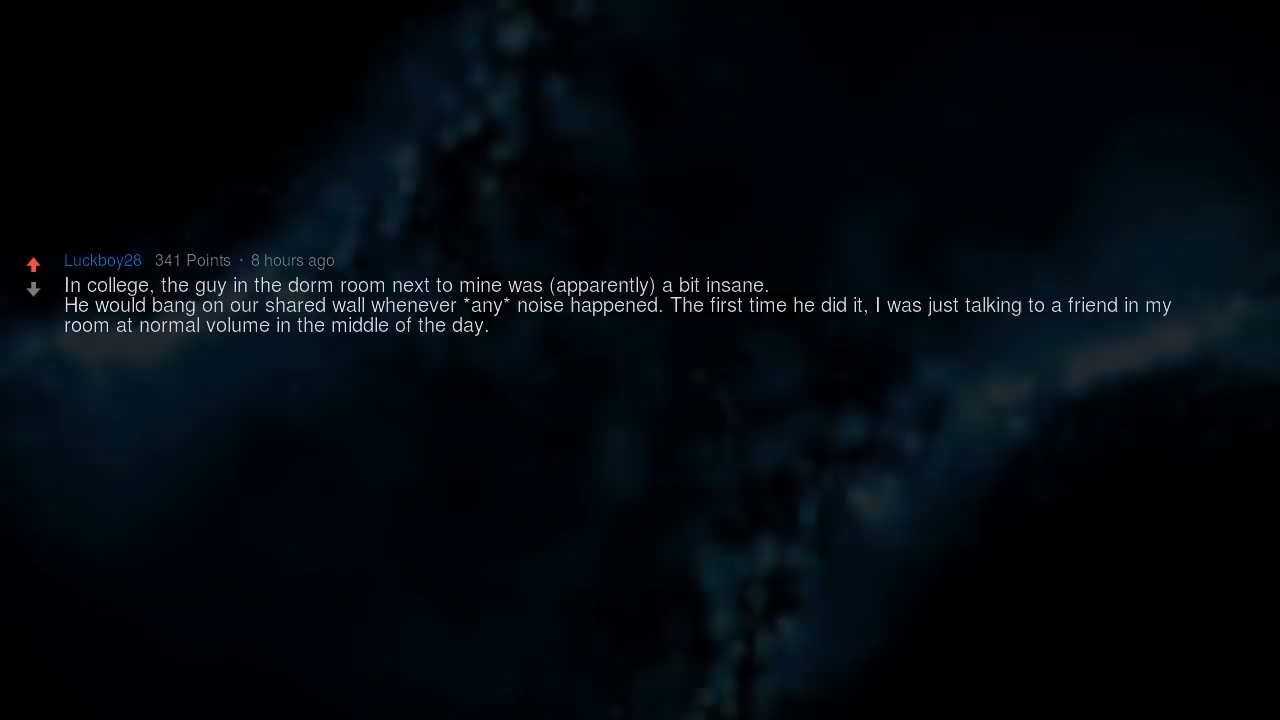 Luckboy28 341 Points · 8 hours ago
In college, the guy in the dorm room next to mine was (apparently) a bit insane.
He would bang on our shared wall whenever *any* noise happened. The first time he did it, I was just talking to a friend in my
room at normal volume in the middle of the day.